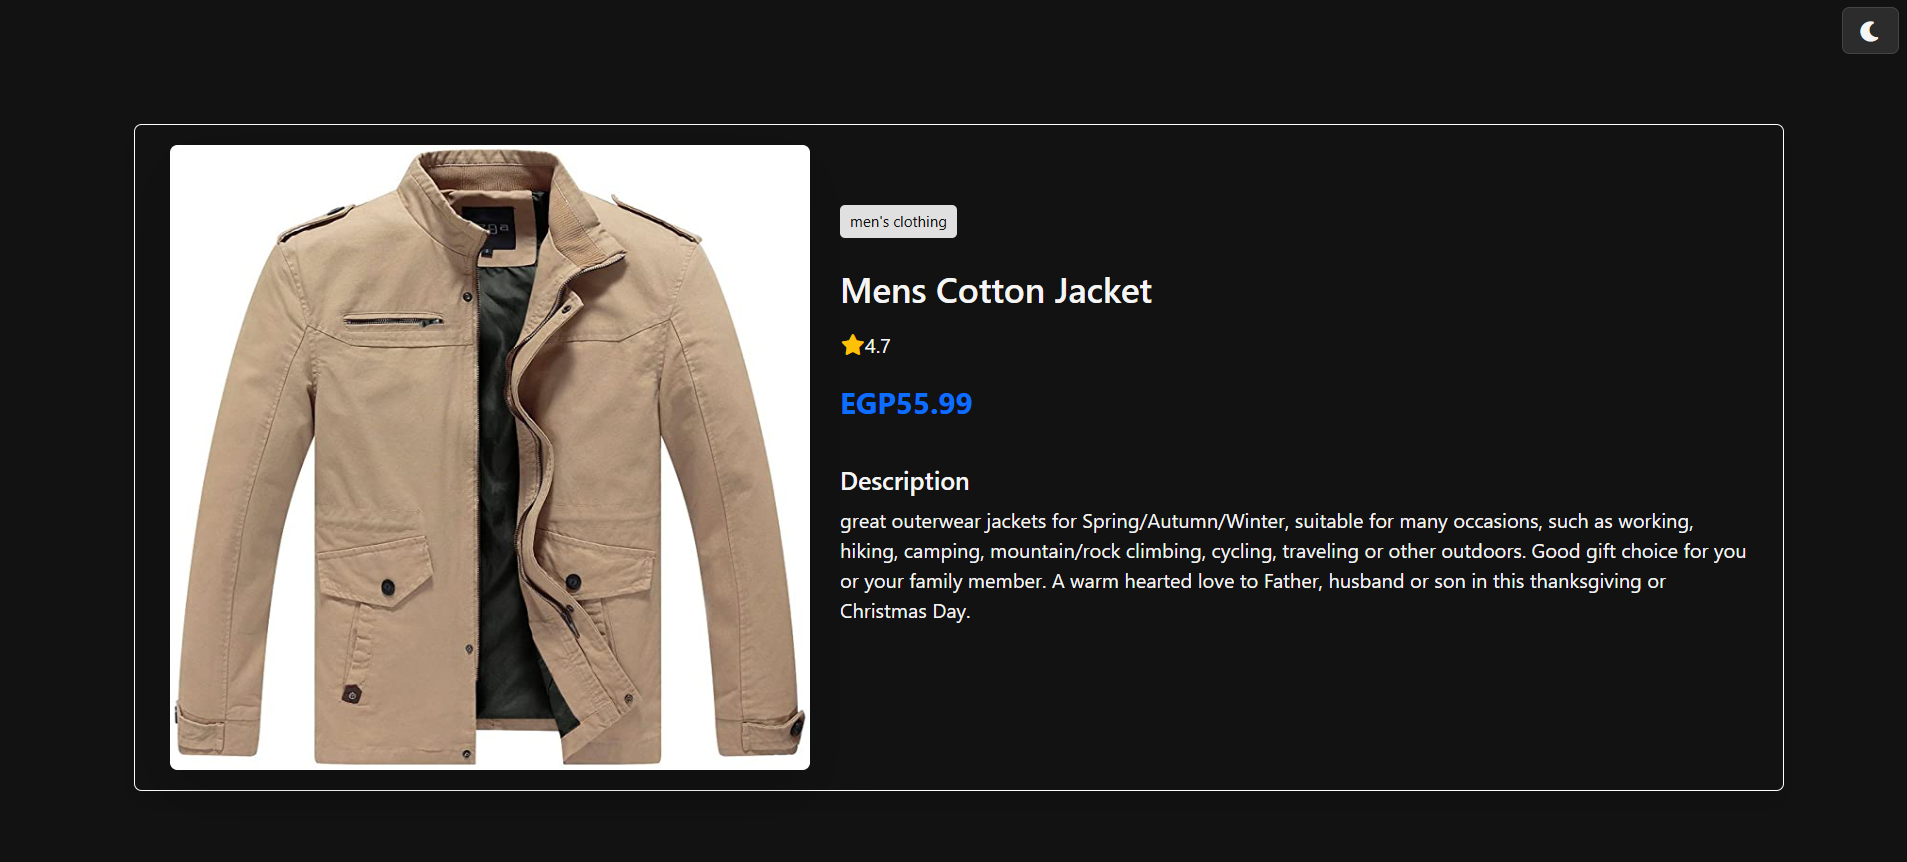 men's clothing
Mens Cotton Jacket
4.7
EGP55.99
Description
great outerwear jackets for Spring/Autumn/Winter, suitable for many occasions, such as working,
hiking, camping, mountain/rock climbing, cycling, traveling or other outdoors. Good gift choice for you
or your family member. A warm hearted love to Father, husband or son in this thanksgiving or
Christmas Day.